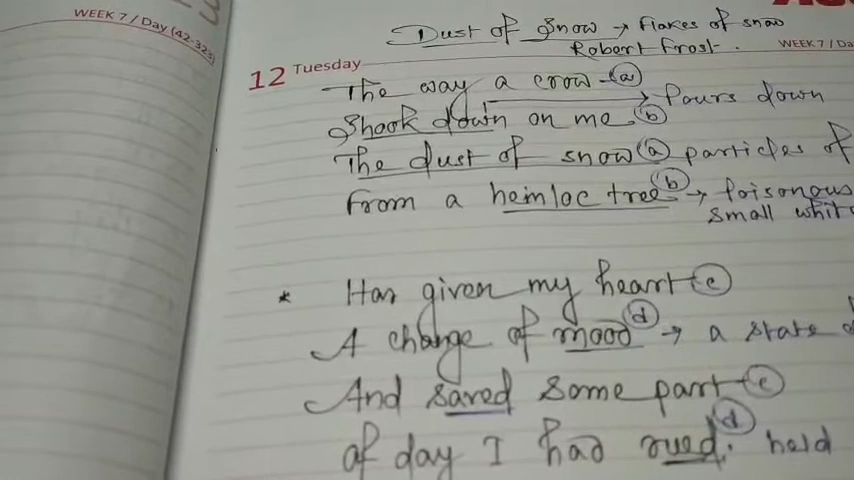 WEEK 7 / Day (42-323)
Dust of Snow → flakes of snow
Robert Frost.
WEEK 7 / Da
12 Tuesday
The way a crow (a)
Shook down on me (b) → Pours down
The dust of snow (a) particles of
From a hemloc tree (b) → Poisonous
small white
* Has given my heart (c)
A change of mood (d) → a state of
And saved some part (c)
of day I had rued. (d) held